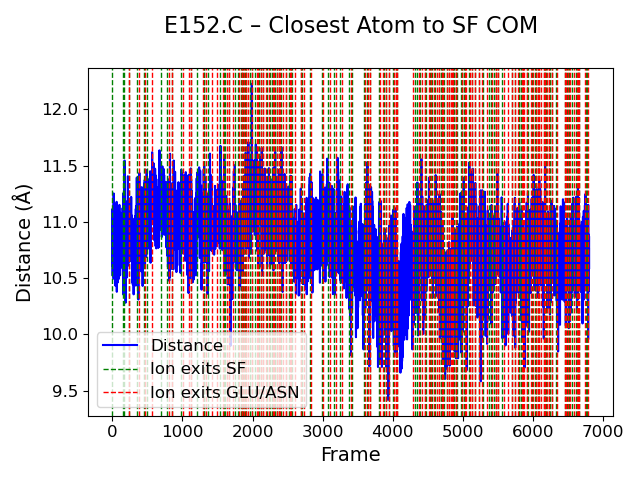 E152.C – Closest Atom to SF COM
Distance (Å)
12.0
11.5
11.0
10.5
10.0
9.5
Distance
Ion exits SF
Ion exits GLU/ASN
0 1000 2000 3000 4000 5000 6000 7000
Frame